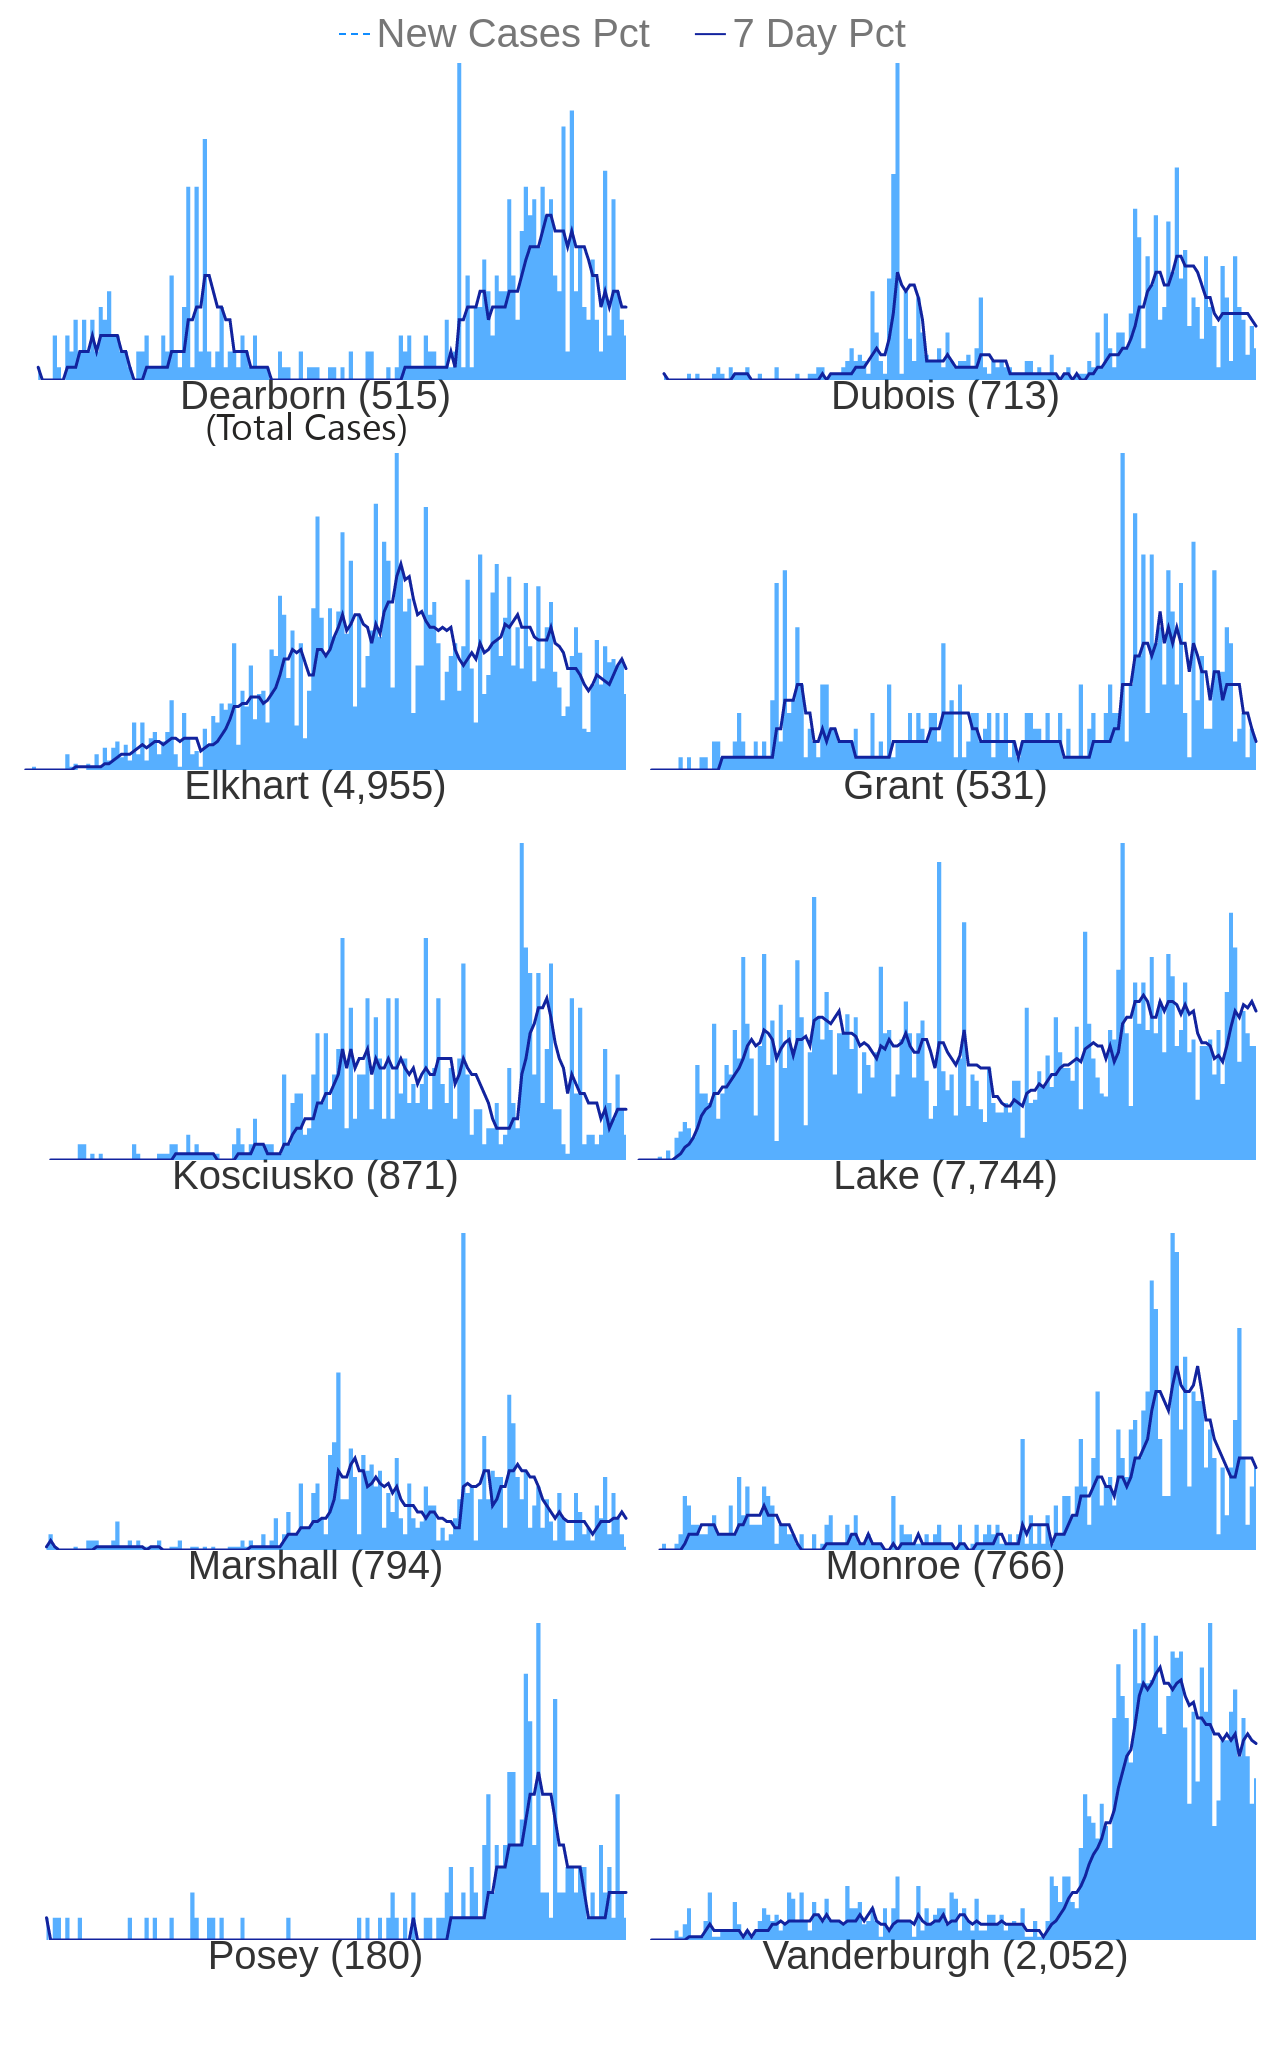 New Cases Pct 7 Day Pct
Dearborn (515) Dubois (713)
(Total Cases)
Elkhart (4,955) Grant (531)
Kosciusko (871) Lake (7,744)
Marshall (794) Monroe (766)
Posey (180) Vanderburgh (2,052)